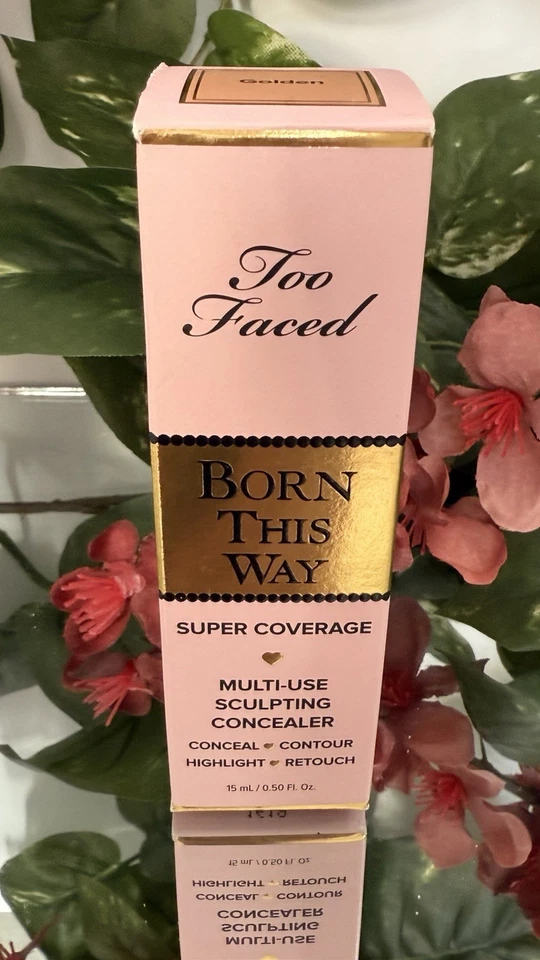 Golden
Too
Faced
BORN
THIS
WAY
SUPER COVERAGE
MULTI-USE
SCULPTING
CONCEALER
CONCEAL CONTOUR
HIGHLIGHT RETOUCH
15 mL / 0.50 Fl. Oz.